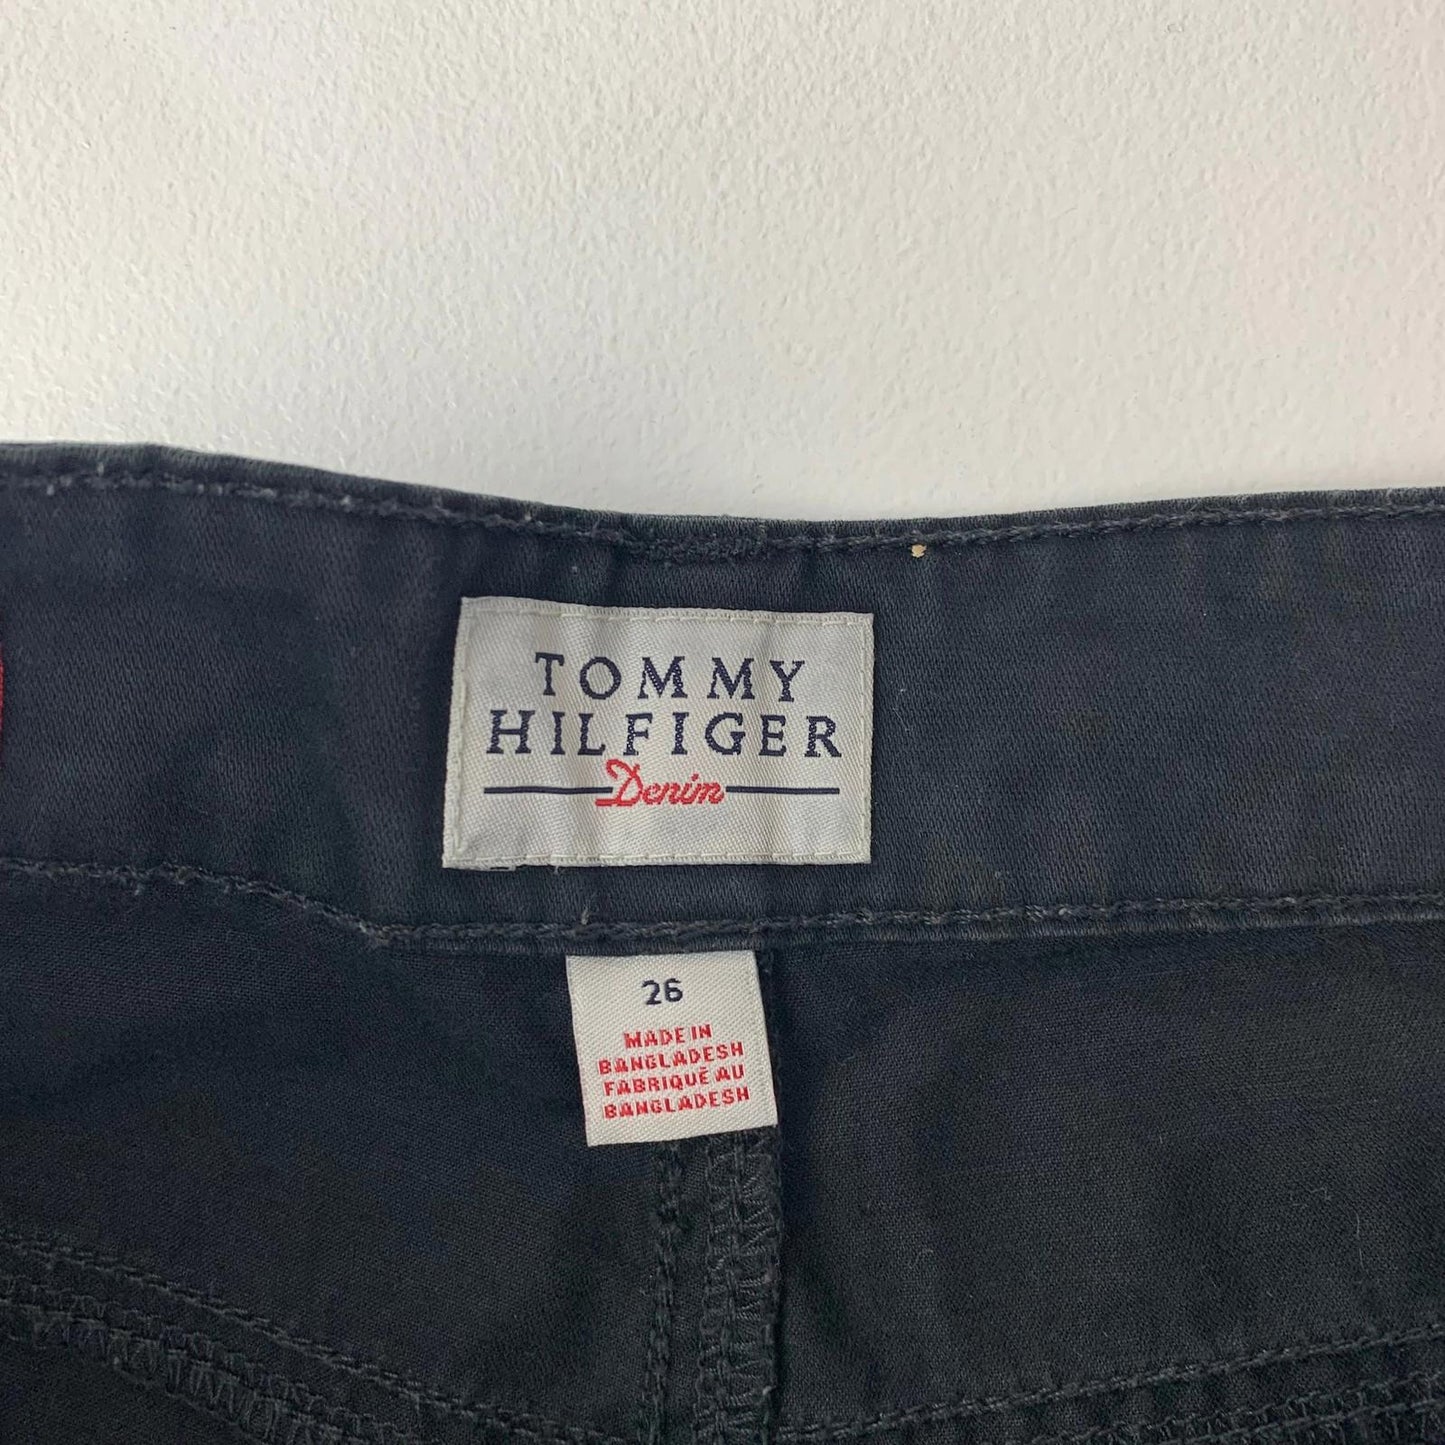 TOMMY
HILFIGER
Denim
26
MADE IN
BANGLADESH
FABRIQUÉ AU
BANGLADESH